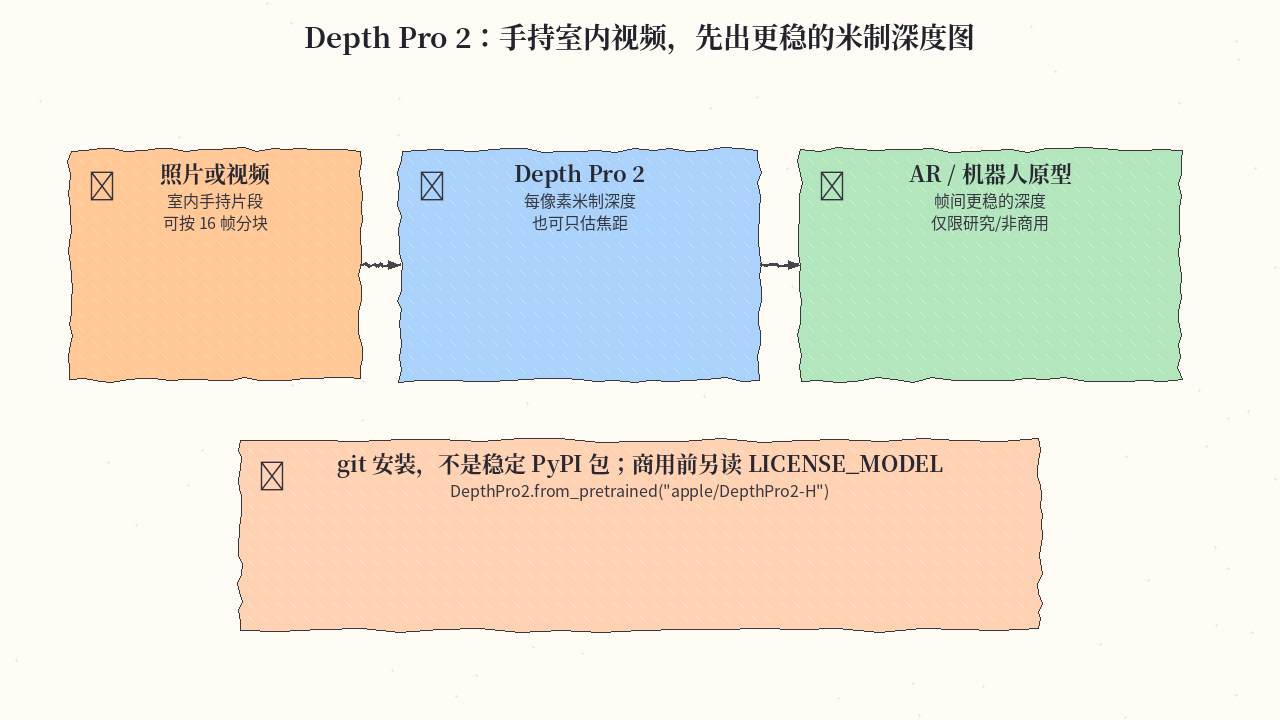 Depth Pro 2：手持室内视频，先出更稳的米制深度图
照片或视频
室内手持片段
可按 16 帧分块
Depth Pro 2
每像素米制深度
也可只估焦距
AR / 机器人原型
帧间更稳的深度
仅限研究/非商用
git 安装，不是稳定 PyPI 包；商用前另读 LICENSE_MODEL
DepthPro2.from_pretrained("apple/DepthPro2-H")